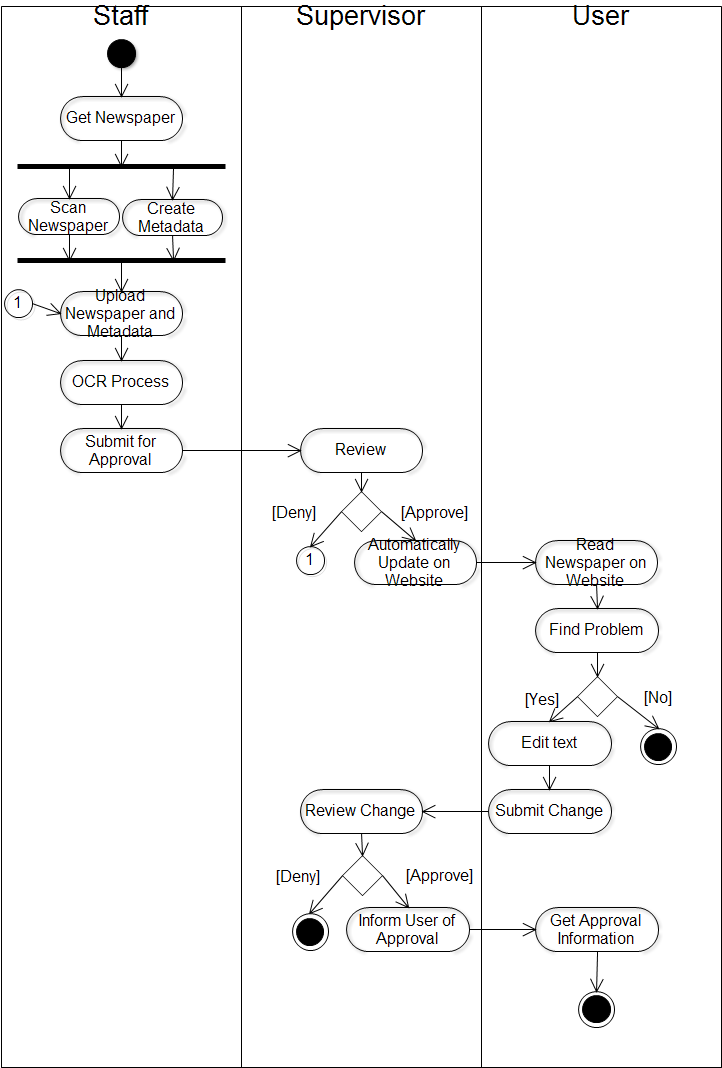 Staff
Supervisor
User
Get Newspaper
Scan
Newspaper
Create
Metadata
1
Upload
Newspaper and
Metadata
OCR Process
Submit for
Approval
Review
[Deny]
[Approve]
1
Automatically
Update on
Website
Read
Newspaper on
Website
Find Problem
[Yes]
[No]
Edit text
Submit Change
Review Change
[Deny]
[Approve]
Inform User of
Approval
Get Approval
Information